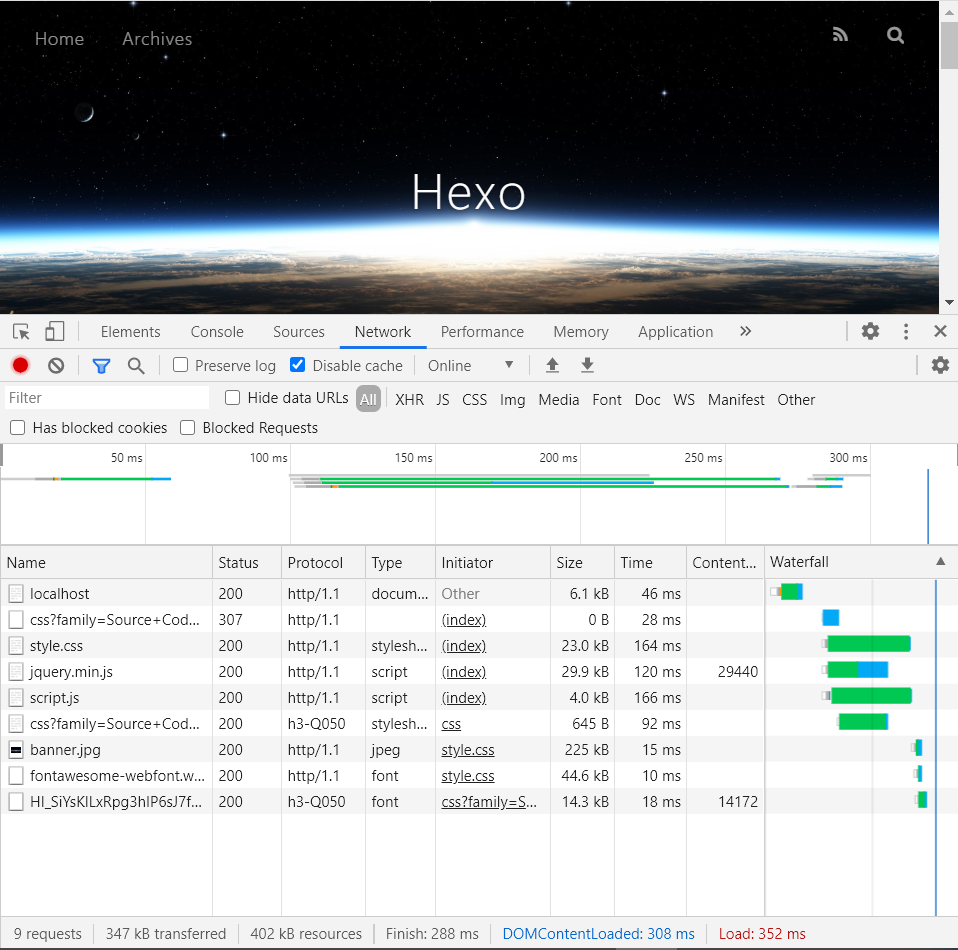 Home Archives
Hexo
Elements Console Sources Network Performance Memory Application »
Preserve log Disable cache Online ▼
Filter Hide data URLs All XHR JS CSS Img Media Font Doc WS Manifest Other
Has blocked cookies Blocked Requests
50 ms 100 ms 150 ms 200 ms 250 ms 300 ms
Name Status Protocol Type Initiator Size Time Content... Waterfall ▲
localhost 200 http/1.1 docum... Other 6.1 kB 46 ms
css?family=Source+Cod... 307 http/1.1 (index) 0 B 28 ms
style.css 200 http/1.1 stylesh... (index) 23.0 kB 164 ms
jquery.min.js 200 http/1.1 script (index) 29.9 kB 120 ms 29440
script.js 200 http/1.1 script (index) 4.0 kB 166 ms
css?family=Source+Cod... 200 h3-Q050 stylesh... css 645 B 92 ms
banner.jpg 200 http/1.1 jpeg style.css 225 kB 15 ms
fontawesome-webfont.w... 200 http/1.1 font style.css 44.6 kB 10 ms
HI_SiYsKILxRpg3hIP6sJ7f... 200 h3-Q050 font css?family=S... 14.3 kB 18 ms 14172
9 requests 347 kB transferred 402 kB resources Finish: 288 ms DOMContentLoaded: 308 ms Load: 352 ms